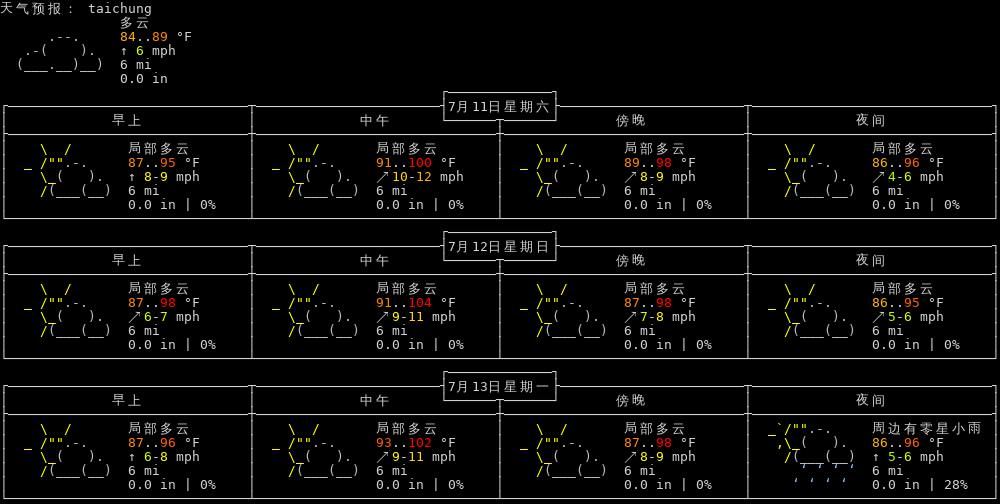 天气预报： taichung
多云
84..89 °F
↑ 6 mph
6 mi
0.0 in
7月11日星期六
早上 中午 傍晚 夜间
局部多云 局部多云 局部多云 局部多云
87..95 °F 91..100 °F 89..98 °F 86..96 °F
↑ 8-9 mph ↗10-12 mph ↗8-9 mph ↗4-6 mph
6 mi 6 mi 6 mi 6 mi
0.0 in | 0% 0.0 in | 0% 0.0 in | 0% 0.0 in | 0%
7月12日星期日
早上 中午 傍晚 夜间
局部多云 局部多云 局部多云 局部多云
87..98 °F 91..104 °F 87..98 °F 86..95 °F
↗6-7 mph ↗9-11 mph ↗7-8 mph ↗5-6 mph
6 mi 6 mi 6 mi 6 mi
0.0 in | 0% 0.0 in | 0% 0.0 in | 0% 0.0 in | 0%
7月13日星期一
早上 中午 傍晚 夜间
局部多云 局部多云 局部多云 周边有零星小雨
87..96 °F 93..102 °F 87..98 °F 86..96 °F
↑ 6-8 mph ↗9-11 mph ↗8-9 mph ↑ 5-6 mph
6 mi 6 mi 6 mi 6 mi
0.0 in | 0% 0.0 in | 0% 0.0 in | 0% 0.0 in | 28%